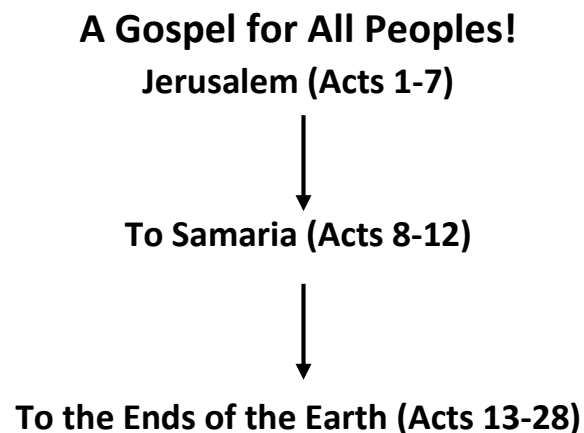 A Gospel for All Peoples!
Jerusalem (Acts 1-7)
To Samaria (Acts 8-12)
To the Ends of the Earth (Acts 13-28)